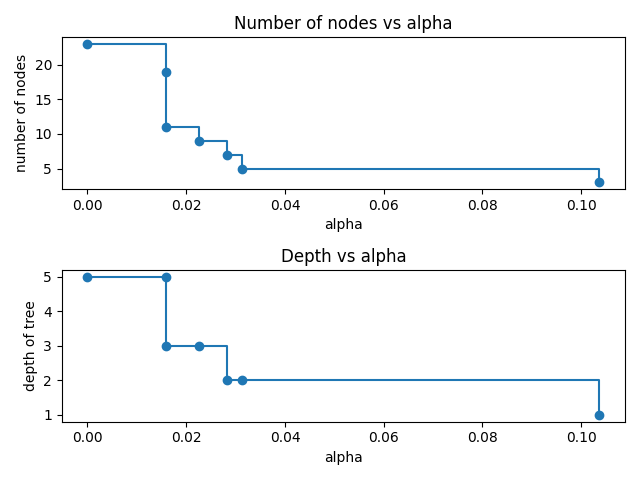 Number of nodes vs alpha
number of nodes
20
15
10
5
0.00 0.02 0.04 0.06 0.08 0.10
alpha
Depth vs alpha
depth of tree
5
4
3
2
1
0.00 0.02 0.04 0.06 0.08 0.10
alpha